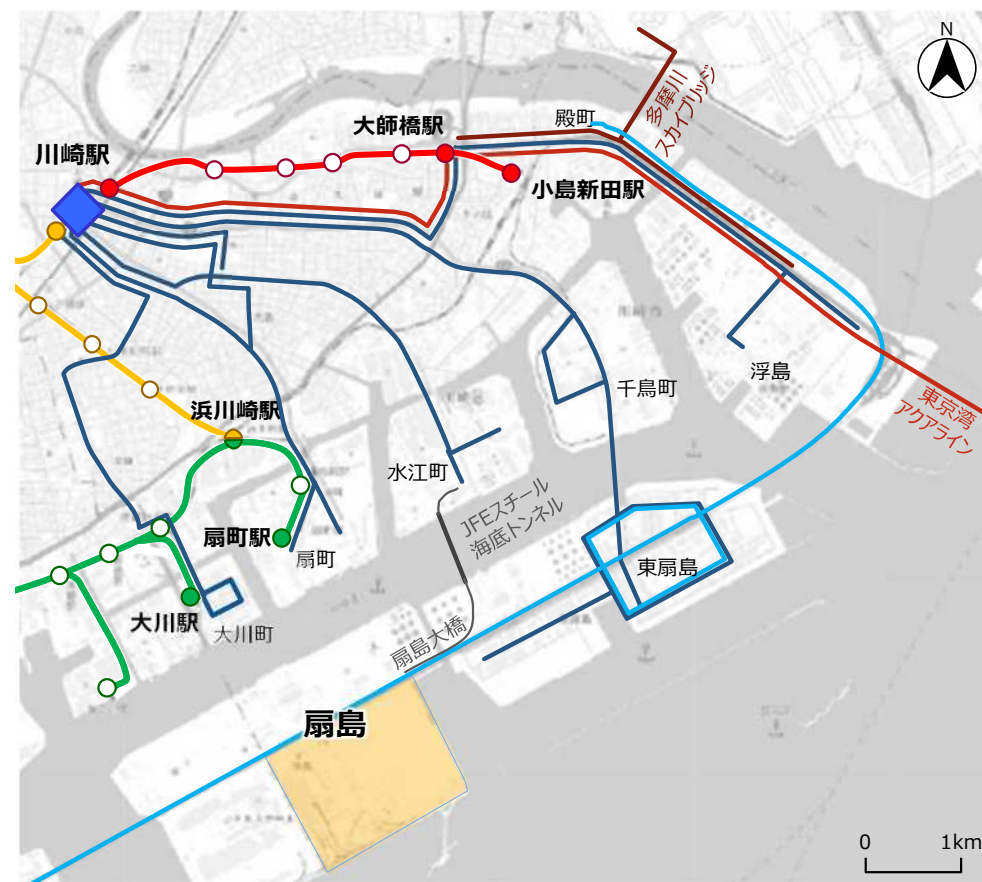 N
多摩川
スカイブリッジ
殿町
大師橋駅
川崎駅
小島新田駅
浮島
千鳥町
東京湾
アクアライン
浜川崎駅
水江町
JFEスチール
海底トンネル
扇町駅
扇町
東扇島
大川駅
大川町
扇島大橋
扇島
0 1km